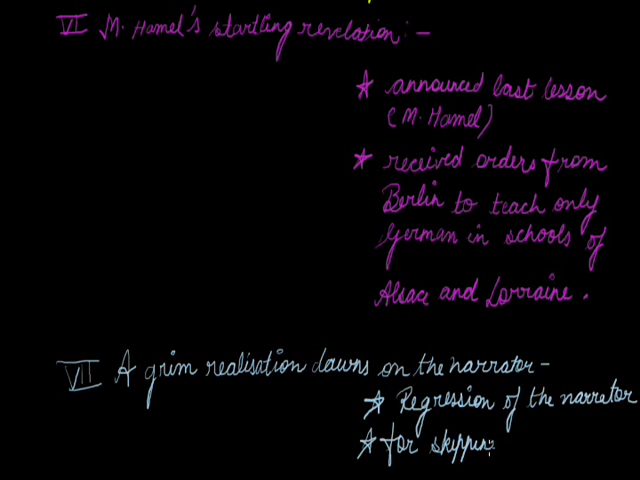 VI M. Hamel's startling revelation: -
* announced last lesson
(M. Hamel)
* received orders from
Berlin to teach only
German in schools of
Alsace and Lorraine.
VII A grim realisation dawns on the narrator -
* Regression of the narrator
* for skippin